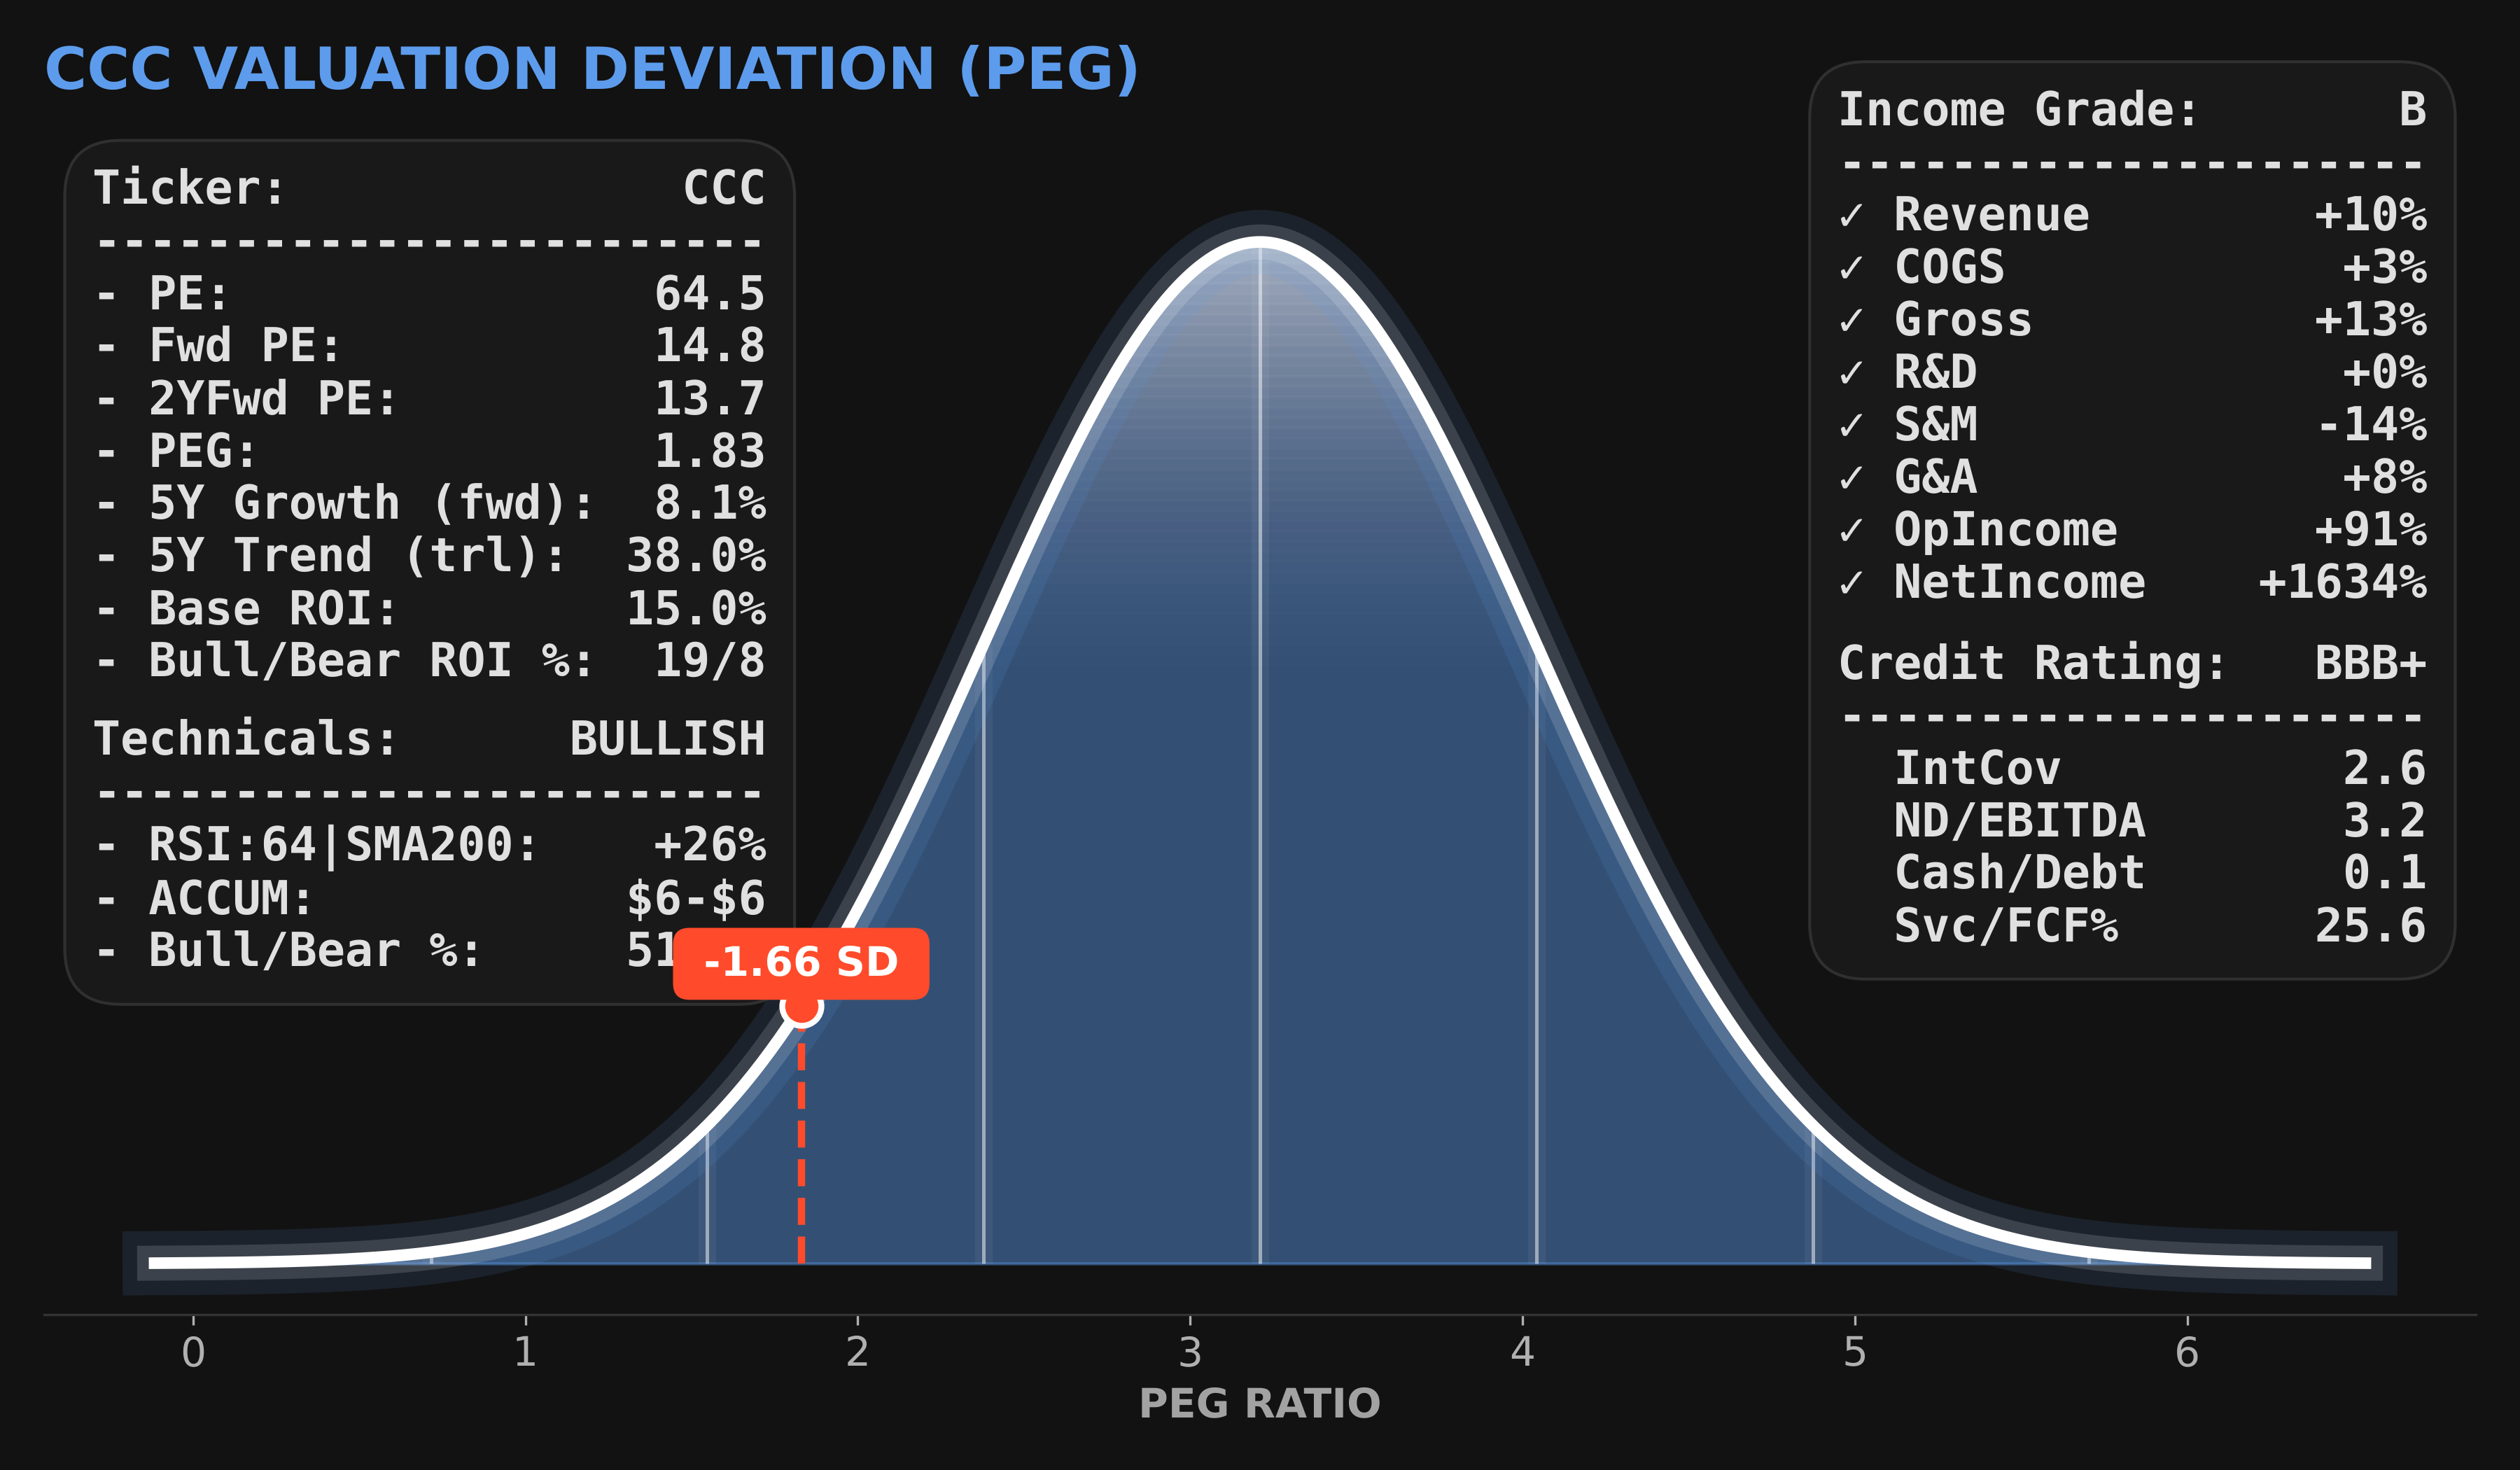 CCC VALUATION DEVIATION (PEG)
Ticker: CCC
------------------------
- PE: 64.5
- Fwd PE: 14.8
- 2YFwd PE: 13.7
- PEG: 1.83
- 5Y Growth (fwd): 8.1%
- 5Y Trend (trl): 38.0%
- Base ROI: 15.0%
- Bull/Bear ROI %: 19/8
Technicals: BULLISH
------------------------
- RSI:64|SMA200: +26%
- ACCUM: $6-$6
- Bull/Bear %: 51
-1.66 SD
Income Grade: B
---------------------
✓ Revenue +10%
✓ COGS +3%
✓ Gross +13%
✓ R&D +0%
✓ S&M -14%
✓ G&A +8%
✓ OpIncome +91%
✓ NetIncome +1634%
Credit Rating: BBB+
---------------------
IntCov 2.6
ND/EBITDA 3.2
Cash/Debt 0.1
Svc/FCF% 25.6
0 1 2 3 4 5 6
PEG RATIO